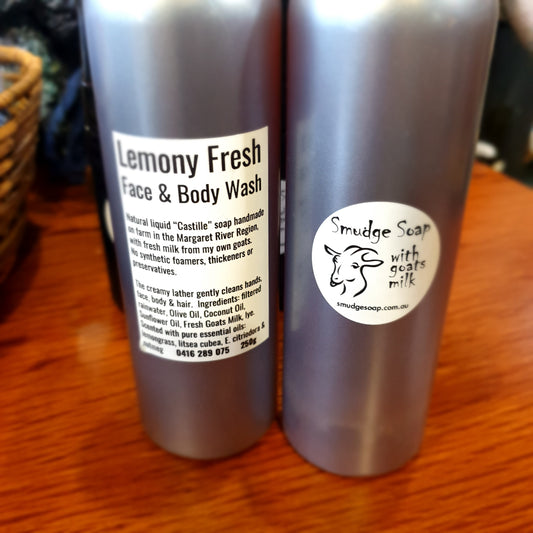 Lemony Fresh
Face & Body Wash
Natural liquid “Castille” soap handmade
on farm in the Margaret River Region,
with fresh milk from my own goats.
No synthetic foamers, thickeners or
preservatives.
The creamy lather gently cleans hands,
face, body & hair. Ingredients: filtered
rainwater, Olive Oil, Coconut Oil,
Sunflower Oil, Fresh Goats Milk, lye.
Scented with pure essential oils:
lemongrass, litsea cubea, E. citriodora &
nutmeg 0416 289 075 250g
Smudge Soap
with
goats
milk
smudgesoap.com.au